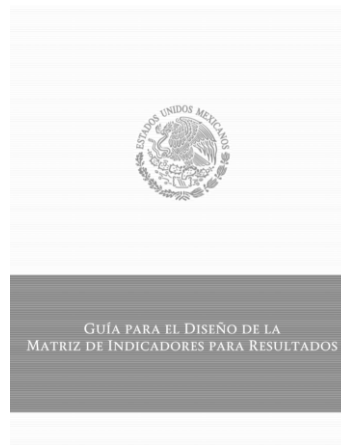 ESTADOS UNIDOS MEXICANOS
GUÍA PARA EL DISEÑO DE LA
MATRIZ DE INDICADORES PARA RESULTADOS